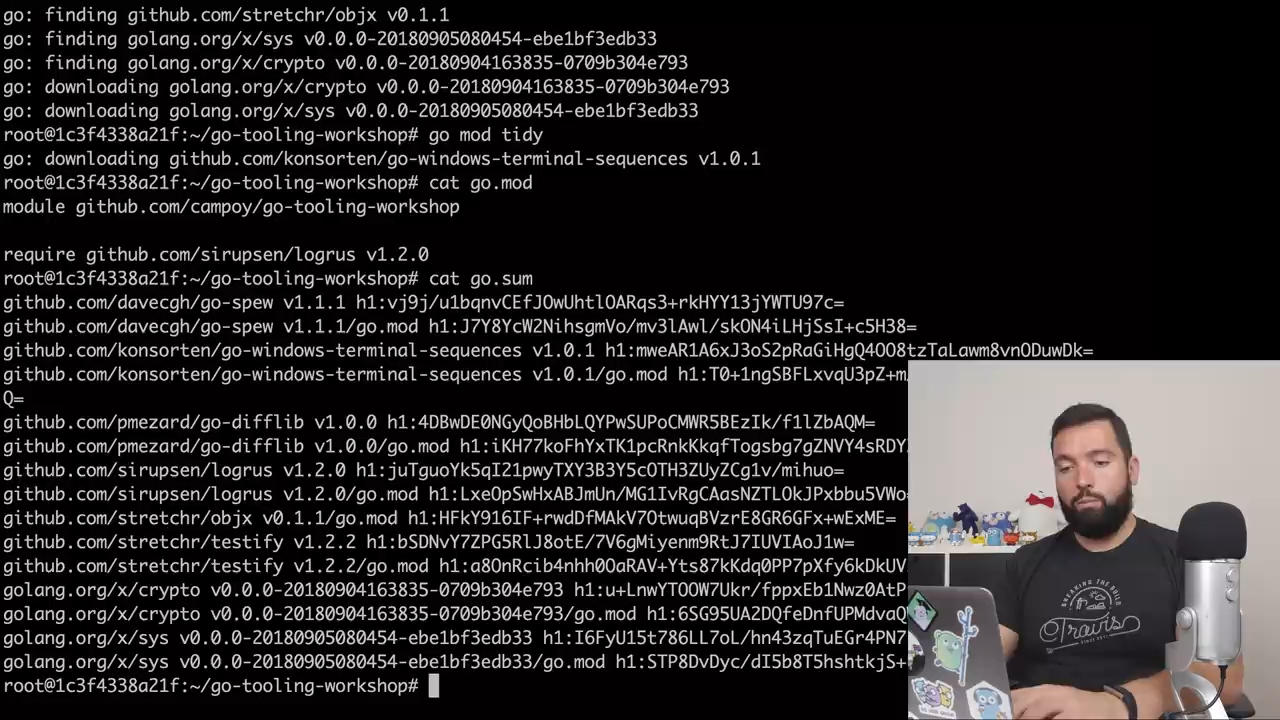 go: finding github.com/stretchr/objx v0.1.1
go: finding golang.org/x/sys v0.0.0-20180905080454-ebe1bf3edb33
go: finding golang.org/x/crypto v0.0.0-20180904163835-0709b304e793
go: downloading golang.org/x/crypto v0.0.0-20180904163835-0709b304e793
go: downloading golang.org/x/sys v0.0.0-20180905080454-ebe1bf3edb33
root@1c3f4338a21f:~/go-tooling-workshop# go mod tidy
go: downloading github.com/konsorten/go-windows-terminal-sequences v1.0.1
root@1c3f4338a21f:~/go-tooling-workshop# cat go.mod
module github.com/campoy/go-tooling-workshop
require github.com/sirupsen/logrus v1.2.0
root@1c3f4338a21f:~/go-tooling-workshop# cat go.sum
github.com/davecgh/go-spew v1.1.1 h1:vj9j/u1bqnvCEfJOwUhtlOARqs3+rkHYY13jYWTU97c=
github.com/davecgh/go-spew v1.1.1/go.mod h1:J7Y8YcW2NihsgmVo/mv3lAwl/skON4iLHjSsI+c5H38=
github.com/konsorten/go-windows-terminal-sequences v1.0.1 h1:mweAR1A6xJ3oS2pRaGiHgQ4OO8tzTaLawm8vnODuwDk=
github.com/konsorten/go-windows-terminal-sequences v1.0.1/go.mod h1:T0+1ngSBFLxvqU3pZ+m/
Q=
github.com/pmezard/go-difflib v1.0.0 h1:4DBwDE0NGyQoBHbLQYPwSUPoCMWR5BEzIk/f1lZbAQM=
github.com/pmezard/go-difflib v1.0.0/go.mod h1:iKH77koFhYxTK1pcRnkKkqfTogsbg7gZNVY4sRDYZ
github.com/sirupsen/logrus v1.2.0 h1:juTguoYk5qI21pwyTXY3B3Y5cOTH3ZUyZCg1v/mihuo=
github.com/sirupsen/logrus v1.2.0/go.mod h1:LxeOpSwHxABJmUn/MG1IvRgCAasNZTLOkJPxbbu5VWo=
github.com/stretchr/objx v0.1.1/go.mod h1:HFkY916IF+rwdDfMAkV7OtwuqBVzrE8GR6GFx+wExME=
github.com/stretchr/testify v1.2.2 h1:bSDNvY7ZPG5RlJ8otE/7V6gMiyenm9RtJ7IUVIAoJ1w=
github.com/stretchr/testify v1.2.2/go.mod h1:a8OnRcib4nhh0OaRAV+Yts87kKdq0PP7pXfy6kDkUV
golang.org/x/crypto v0.0.0-20180904163835-0709b304e793 h1:u+LnwYTOOW7Ukr/fppxEb1Nwz0AtP
golang.org/x/crypto v0.0.0-20180904163835-0709b304e793/go.mod h1:6SG95UA2DQfeDnfUPMdvaQ
golang.org/x/sys v0.0.0-20180905080454-ebe1bf3edb33 h1:I6FyU15t786LL7oL/hn43zqTuEGr4PN7
golang.org/x/sys v0.0.0-20180905080454-ebe1bf3edb33/go.mod h1:STP8DvDyc/dI5b8T5hshtkjS+
root@1c3f4338a21f:~/go-tooling-workshop#
BREAKING THE BUILD
Travis